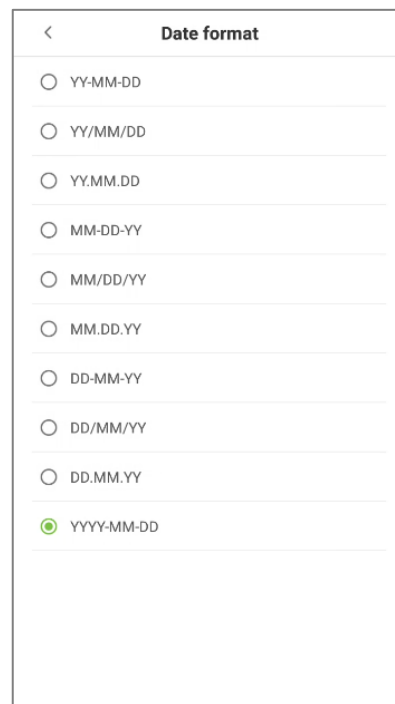 Date format
YY-MM-DD
YY/MM/DD
YY.MM.DD
MM-DD-YY
MM/DD/YY
MM.DD.YY
DD-MM-YY
DD/MM/YY
DD.MM.YY
YYYY-MM-DD